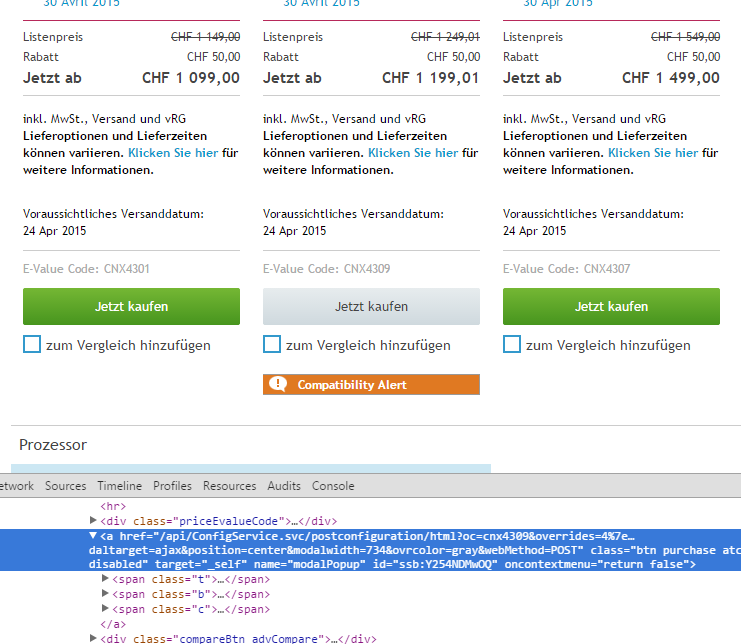 30 Avril 2015 30 Avril 2015 30 Apr 2015
Listenpreis CHF 1 149,00 Listenpreis CHF 1 249,01 Listenpreis CHF 1 549,00
Rabatt CHF 50,00 Rabatt CHF 50,00 Rabatt CHF 50,00
Jetzt ab CHF 1 099,00 Jetzt ab CHF 1 199,01 Jetzt ab CHF 1 499,00
inkl. MwSt., Versand und vRG inkl. MwSt., Versand und vRG inkl. MwSt., Versand und vRG
Lieferoptionen und Lieferzeiten Lieferoptionen und Lieferzeiten Lieferoptionen und Lieferzeiten
können variieren. Klicken Sie hier für können variieren. Klicken Sie hier für können variieren. Klicken Sie hier für
weitere Informationen. weitere Informationen. weitere Informationen.
Voraussichtliches Versanddatum: Voraussichtliches Versanddatum: Voraussichtliches Versanddatum:
24 Apr 2015 24 Apr 2015 24 Apr 2015
E-Value Code: CNX4301 E-Value Code: CNX4309 E-Value Code: CNX4307
Jetzt kaufen Jetzt kaufen Jetzt kaufen
zum Vergleich hinzufügen zum Vergleich hinzufügen zum Vergleich hinzufügen
Compatibility Alert
Prozessor
etwork Sources Timeline Profiles Resources Audits Console
<hr>
<div class="priceEvalueCode">…</div>
<a href="/api/ConfigService.svc/postconfiguration/html?oc=cnx4309&overrides=4%7e…
daltarget=ajax&position=center&modalwidth=734&ovrcolor=gray&webMethod=POST" class="btn purchase atc
disabled" target="_self" name="modalPopup" id="ssb:Y254NDMwOQ" oncontextmenu="return false">
<span class="t">…</span>
<span class="b">…</span>
<span class="c">…</span>
</a>
<div class="compareBtn advCompare">…</div>